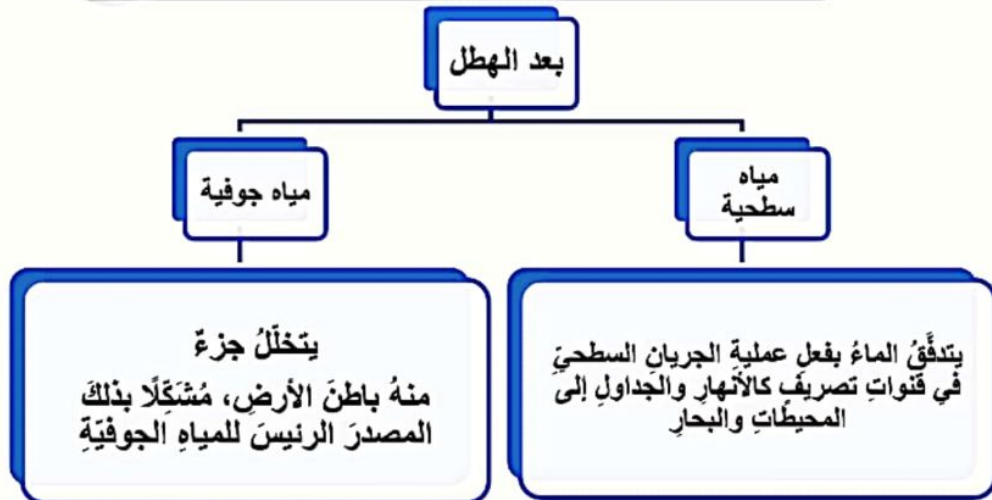 بعد الهطل
مياه
سطحية
يتدفَّقُ الماءُ بفعلِ عمليةِ الجريانِ السطحيِّ
في قنواتِ تصريفٍ كالأنهارِ والجداولِ إلى
المحيطاتِ والبحارِ
مياه جوفية
يتخلّلُ جزءٌ
منهُ باطنَ الأرضِ، مُشَكِّلًا بذلكَ
المصدرَ الرئيسَ للمياهِ الجوفيّةِ